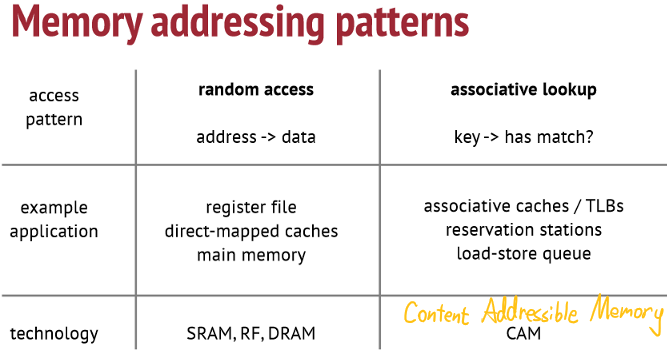 Memory addressing patterns
access pattern
random access
address -> data
associative lookup
key -> has match?
example application
register file
direct-mapped caches
main memory
associative caches / TLBs
reservation stations
load-store queue
technology
SRAM, RF, DRAM
Content Addressible Memory
CAM